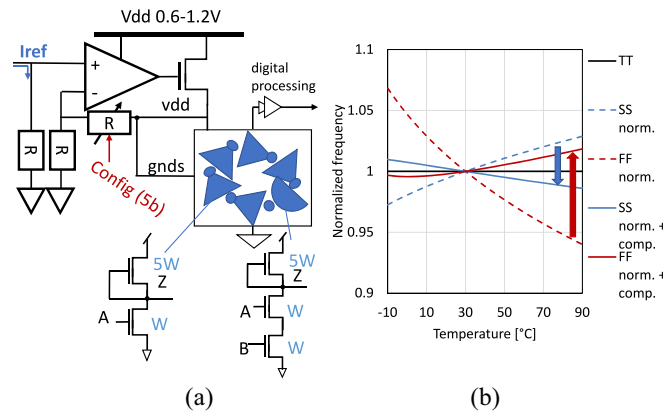 (a)
Vdd 0.6-1.2V
Iref
+
-
vdd
R
R
R
Config (5b)
gnds
digital
processing
5W
Z
A
W
5W
Z
A
W
B
W
(b)
1.1
1.05
1
0.95
0.9
Normalized frequency
-10
10
30
50
70
90
Temperature [°C]
TT
SS
norm.
FF
norm.
SS
norm. +
comp.
FF
norm. +
comp.
(a)
(b)